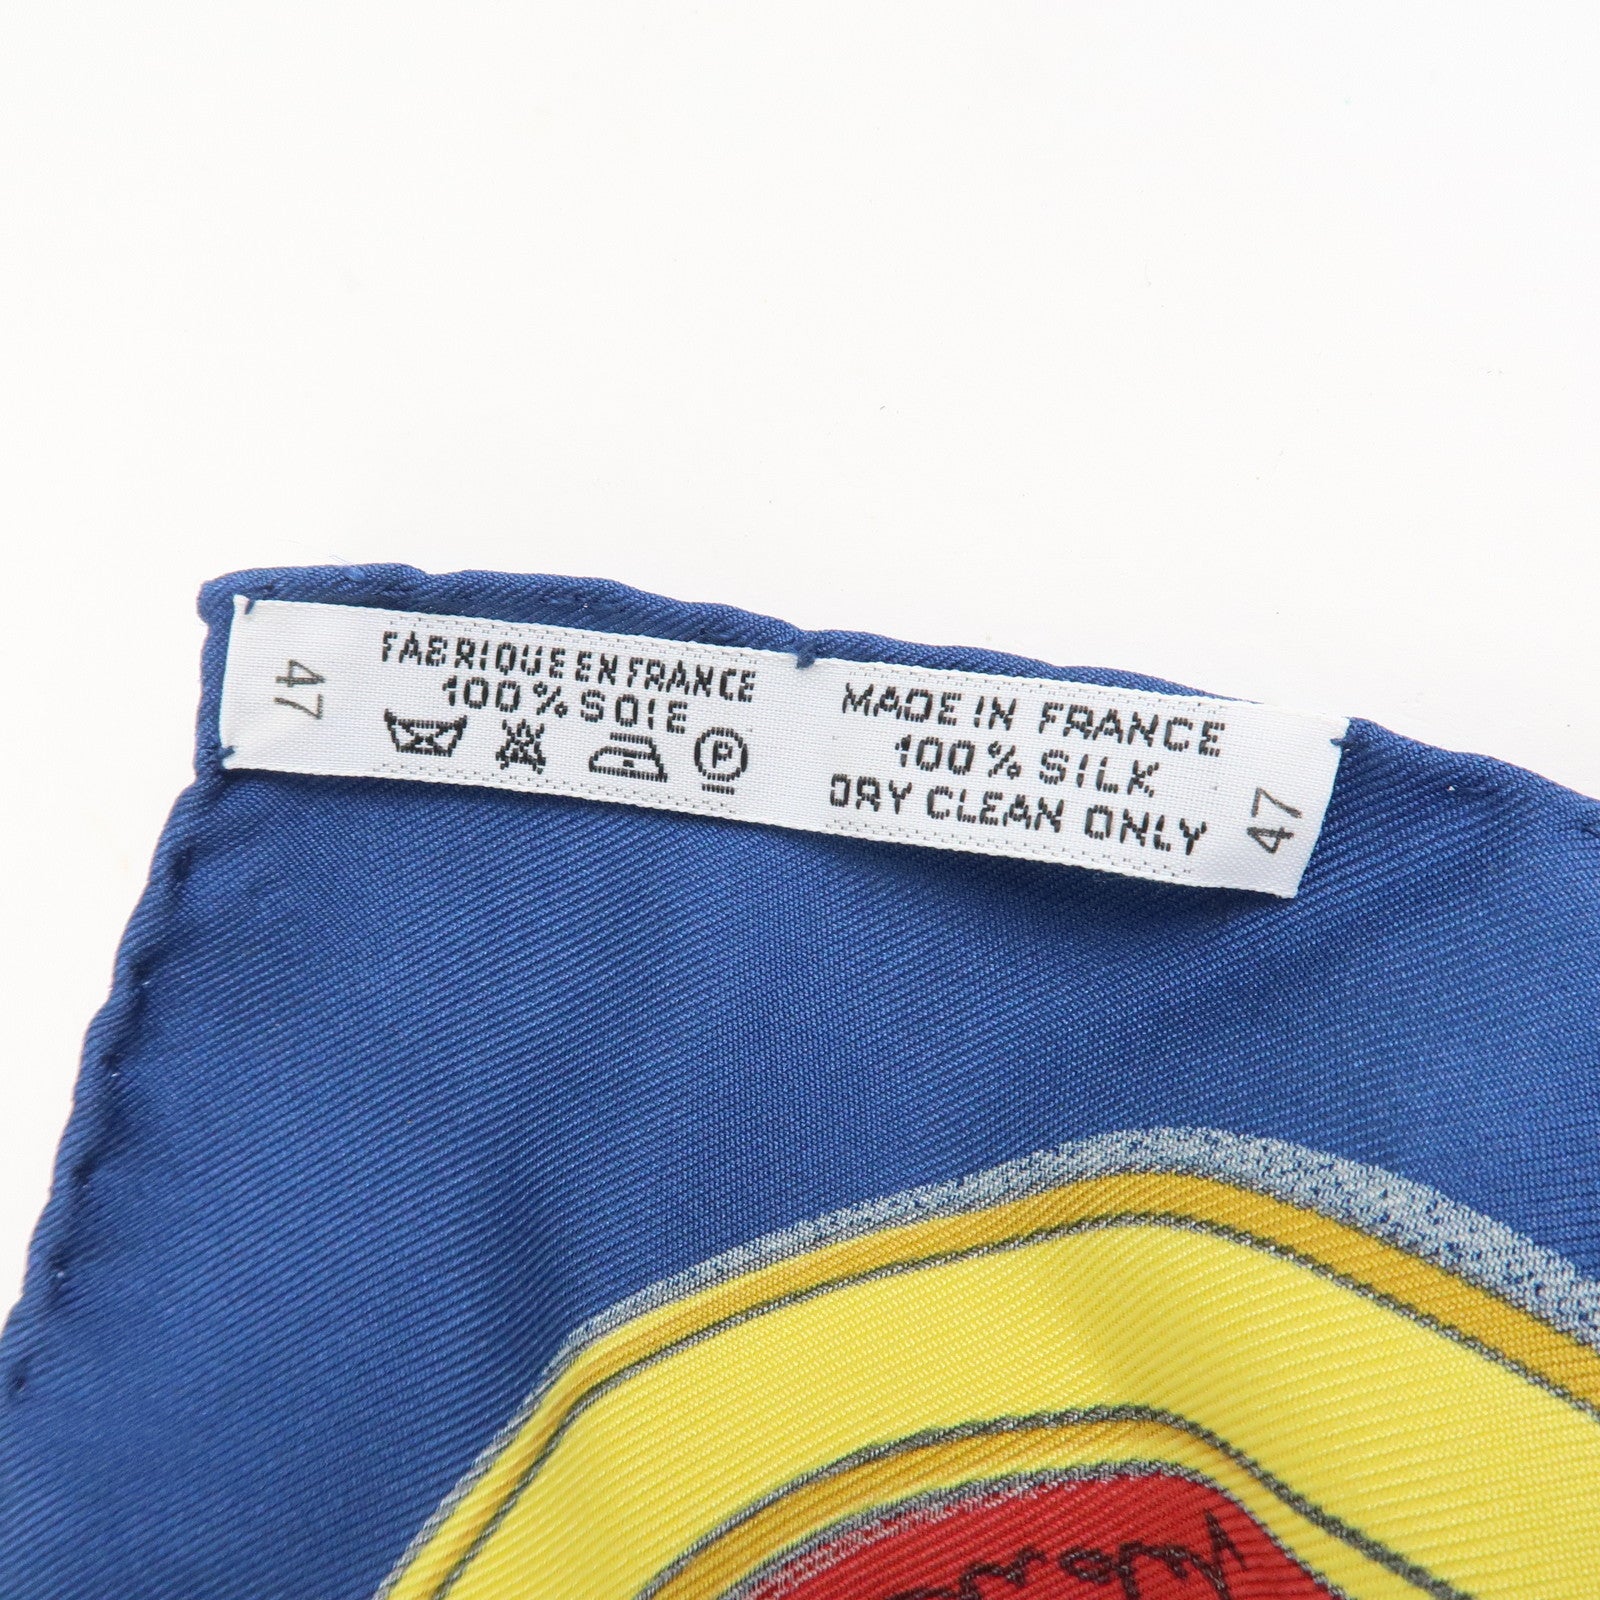 47
FABRIQUE EN FRANCE
100% SOIE
P
MADE IN FRANCE
100% SILK
DRY CLEAN ONLY
47